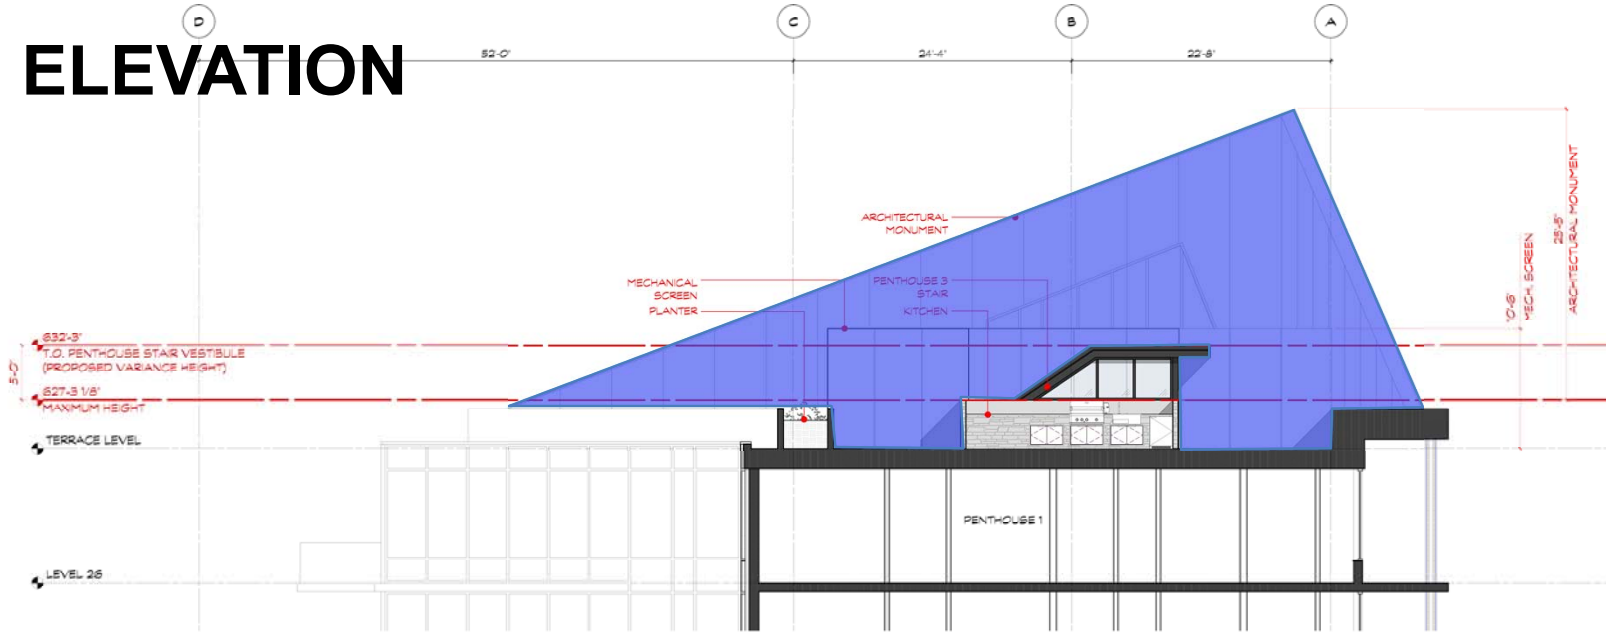 D
C
B
A
ELEVATION
52'-0"
24'-4"
22'-8"
ARCHITECTURAL
MONUMENT
MECHANICAL
SCREEN
PLANTER
PENTHOUSE 3
STAIR
KITCHEN
632'-3"
T.O. PENTHOUSE STAIR VESTIBULE
(PROPOSED VARIANCE HEIGHT)
5'-0"
627'-3 1/8"
MAXIMUM HEIGHT
TERRACE LEVEL
LEVEL 26
PENTHOUSE 1
MECH. SCREEN
ARCHITECTURAL MONUMENT